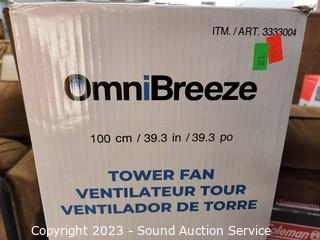 ITM. / ART. 3333004
OmniBreeze
100 cm / 39.3 in / 39.3 po
TOWER FAN
VENTILATEUR TOUR
VENTILADOR DE TORRE
Coleman
Copyright 2023 - Sound Auction Service